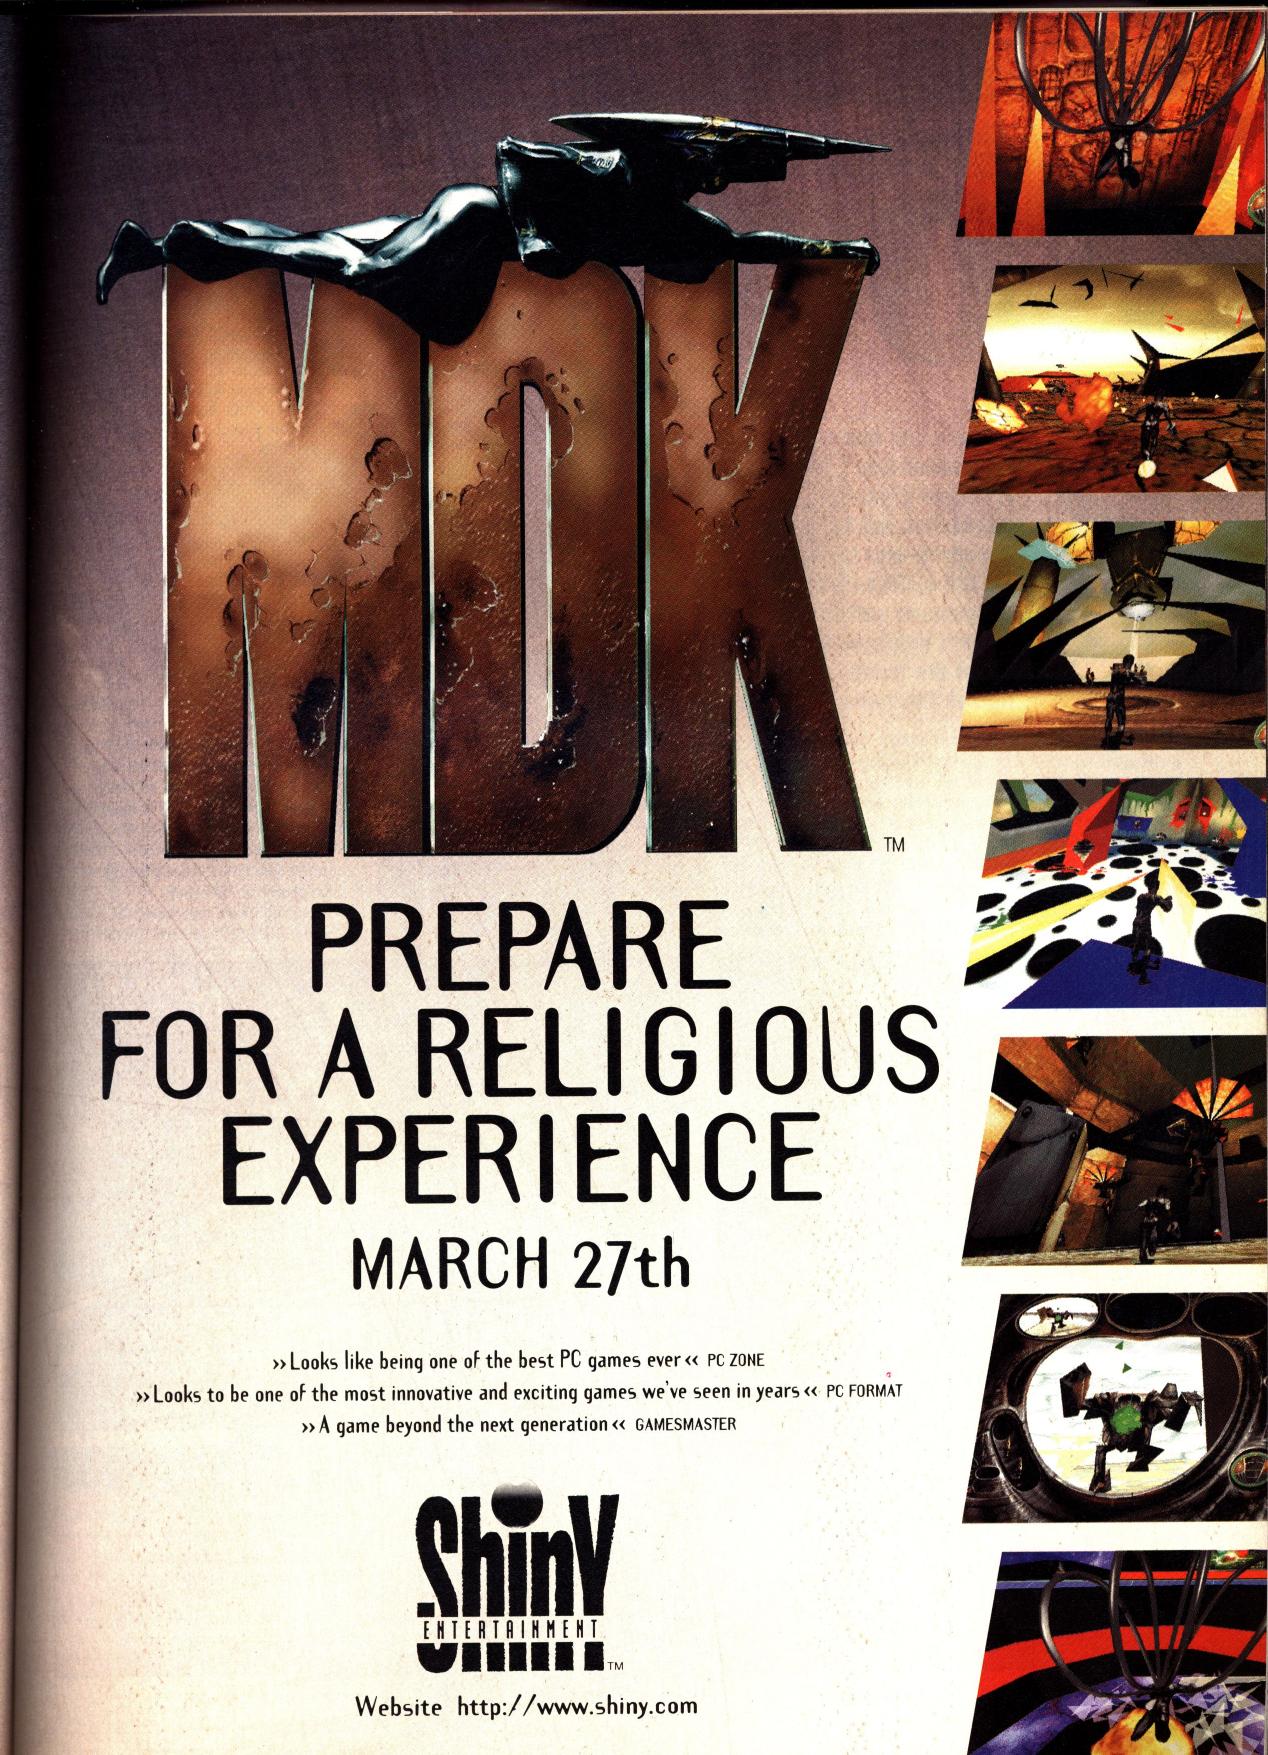 MDK
TM
PREPARE
FOR A RELIGIOUS
EXPERIENCE
MARCH 27th
»Looks like being one of the best PC games ever« PC ZONE
»Looks to be one of the most innovative and exciting games we've seen in years« PC FORMAT
»A game beyond the next generation« GAMESMASTER
Shiny
ENTERTAINMENT
TM
Website http://www.shiny.com